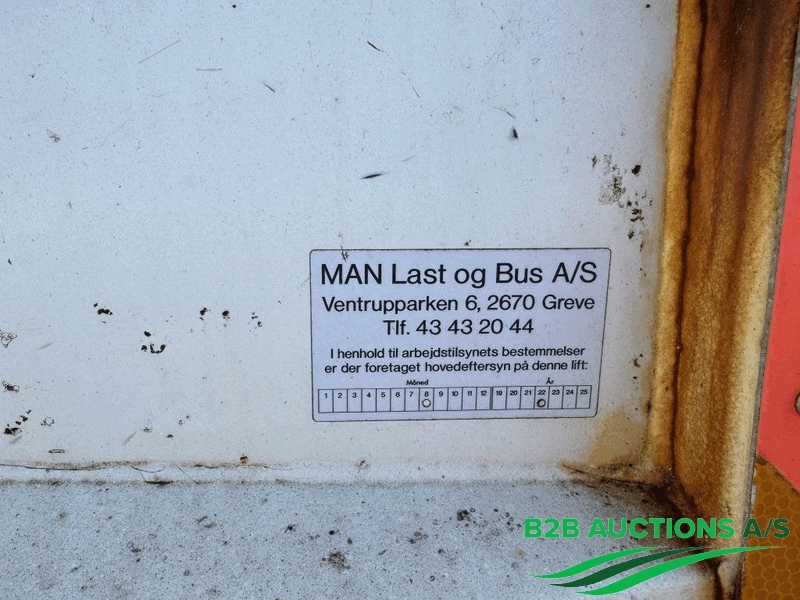 MAN Last og Bus A/S
Ventrupparken 6, 2670 Greve
Tlf. 43 43 20 44
I henhold til arbejdstilsynets bestemmelser
er der foretaget hovedeftersyn på denne lift:
Måned År
1 2 3 4 5 6 7 8 9 10 11 12 19 20 21 22 23 24 25
B2B AUCTIONS A/S